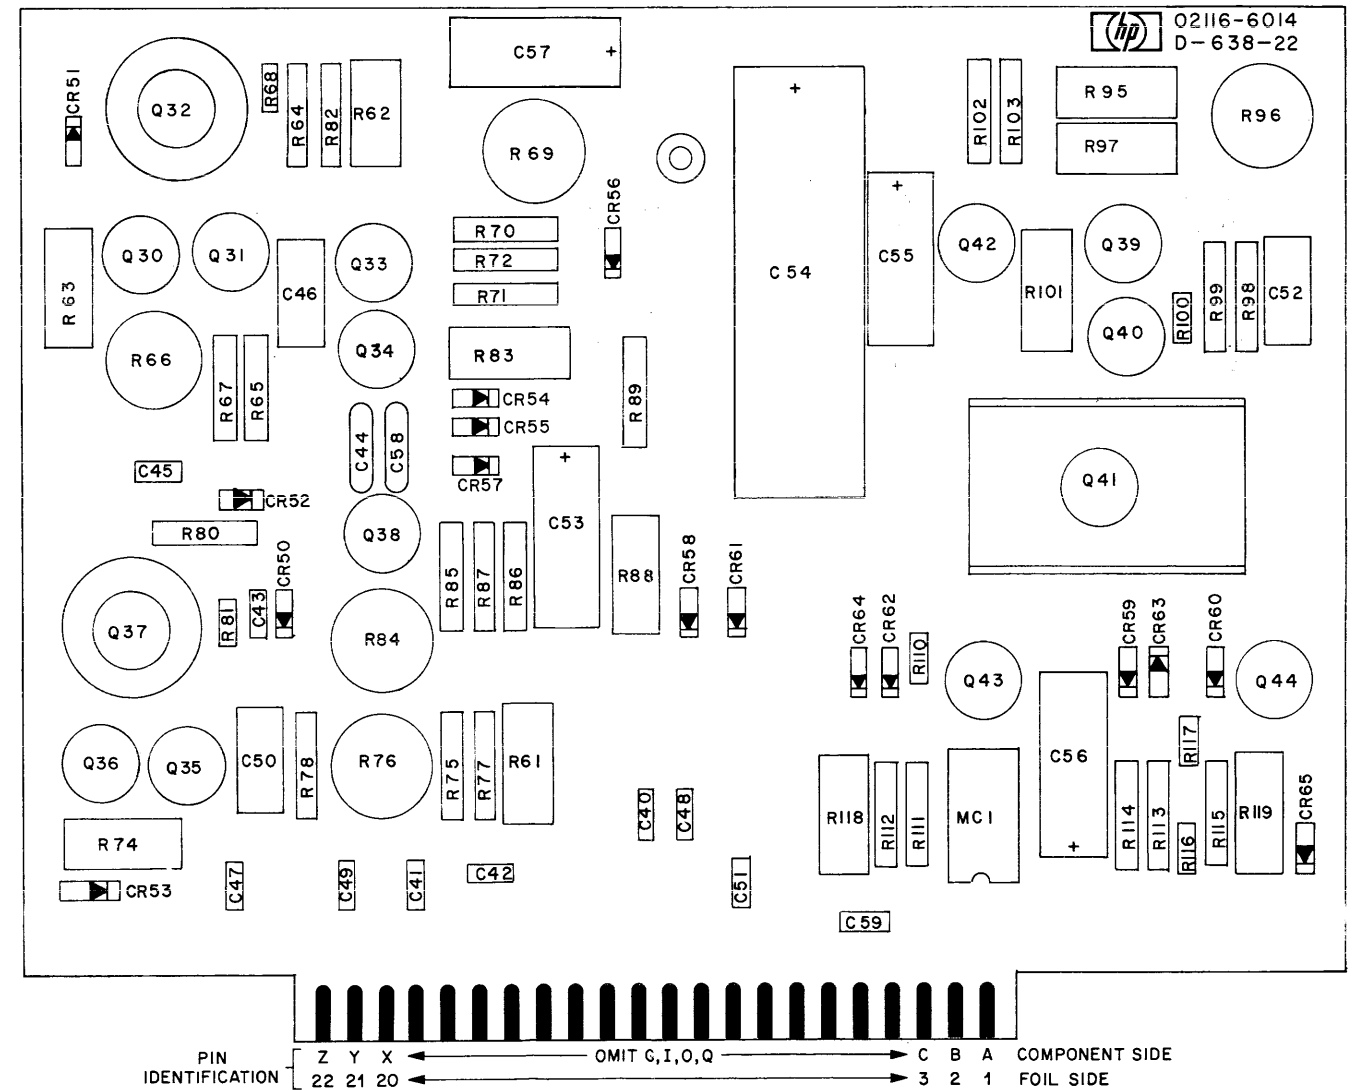 hp 02116-6014
D-638-22
CR51
Q32
R68
R64
R82
R62
C57 +
R69
CR56
+
C54
+
C55
R102
R103
R95
R97
R96
R63
Q30
Q31
C46
Q33
R70
R72
R71
Q42
R101
Q39
Q40
R100
R99
R98
C52
R66
R67
R65
Q34
R83
R89
CR54
CR55
CR57
C44
C58
C45
CR52
R80
CR50
Q38
+
C53
R85
R87
R86
R88
CR58
CR61
Q41
Q37
R81
C43
R84
CR64
CR62
R110
Q43
CR59
CR63
CR60
Q44
Q36
Q35
C50
R78
R76
R75
R77
R61
C40
C48
R118
R112
R111
MC1
C56
+
R114
R113
R117
R116
R115
R119
CR65
R74
CR53
C47
C49
C41
C42
C51
C59
PIN IDENTIFICATION
Z Y X OMIT G,I,O,Q C B A COMPONENT SIDE
22 21 20 3 2 1 FOIL SIDE